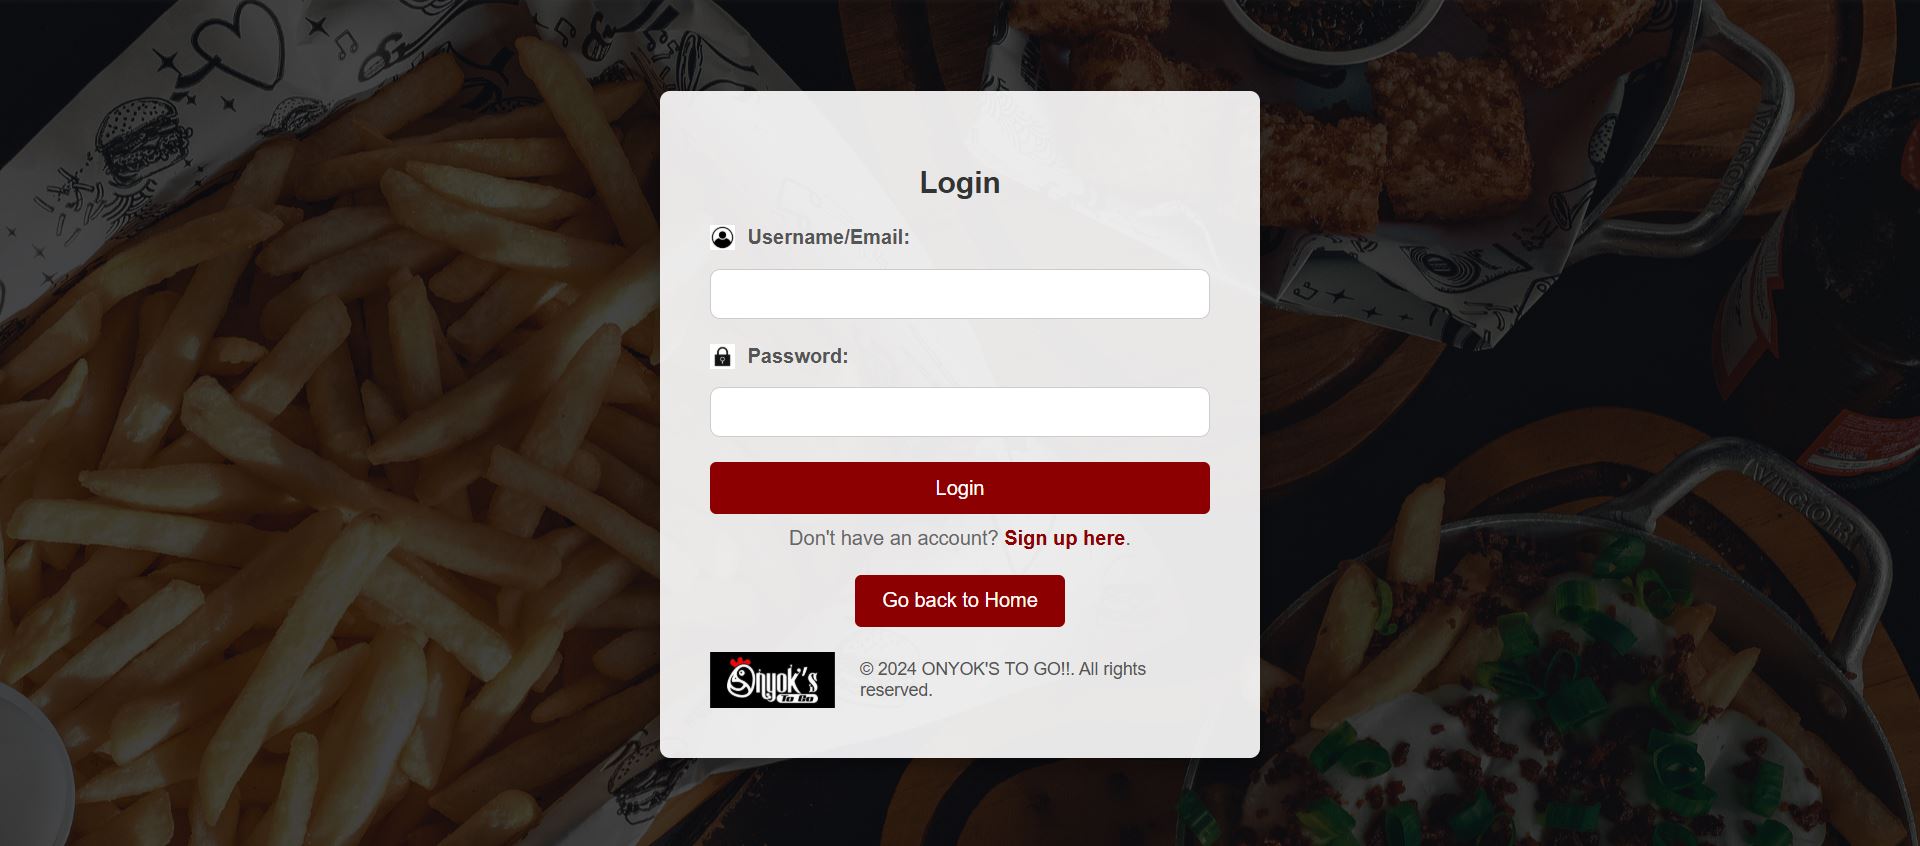 Login
Username/Email:
Password:
Login
Don't have an account? Sign up here.
Go back to Home
Onyok's
To Go
© 2024 ONYOK'S TO GO!!. All rights
reserved.
AVIGOR